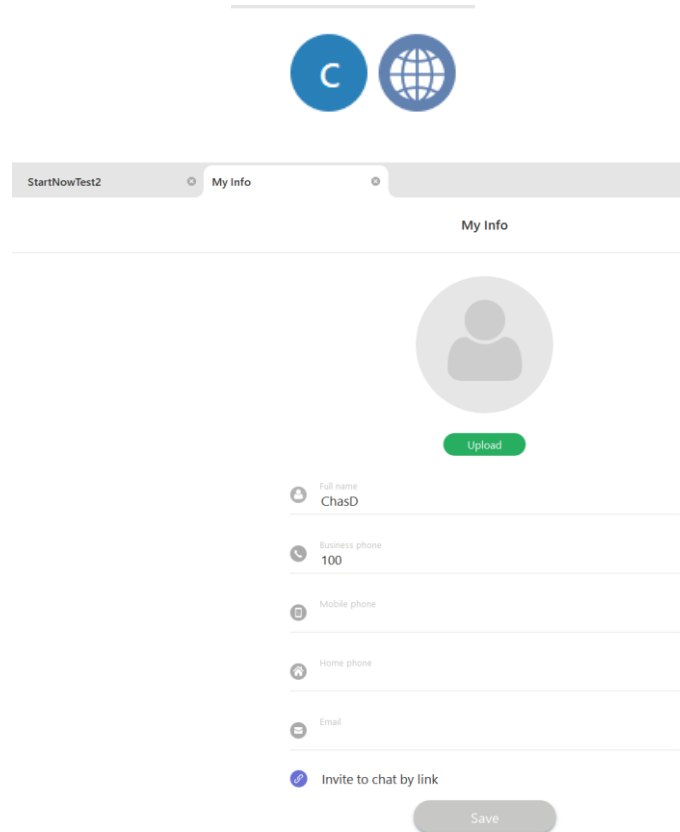 C
StartNowTest2
My Info
My Info
Upload
Full name
ChasD
Business phone
100
Mobile phone
Home phone
Email
Invite to chat by link
Save